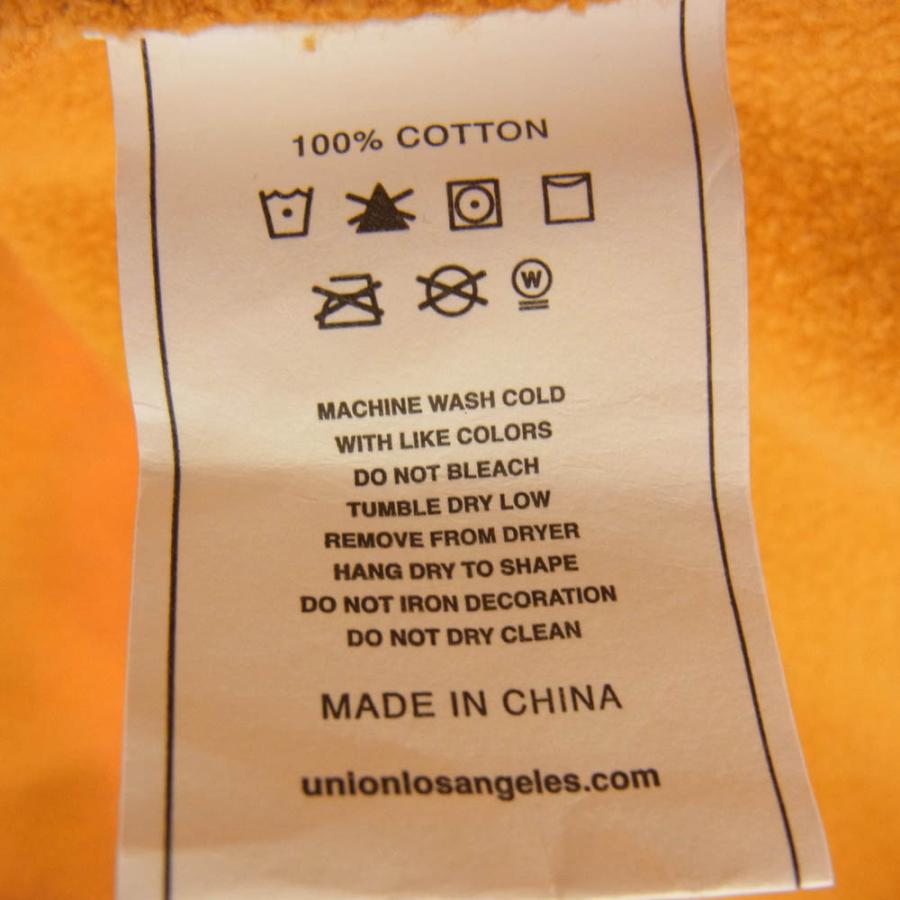 100% COTTON
W
MACHINE WASH COLD
WITH LIKE COLORS
DO NOT BLEACH
TUMBLE DRY LOW
REMOVE FROM DRYER
HANG DRY TO SHAPE
DO NOT IRON DECORATION
DO NOT DRY CLEAN
MADE IN CHINA
unionlosangeles.com